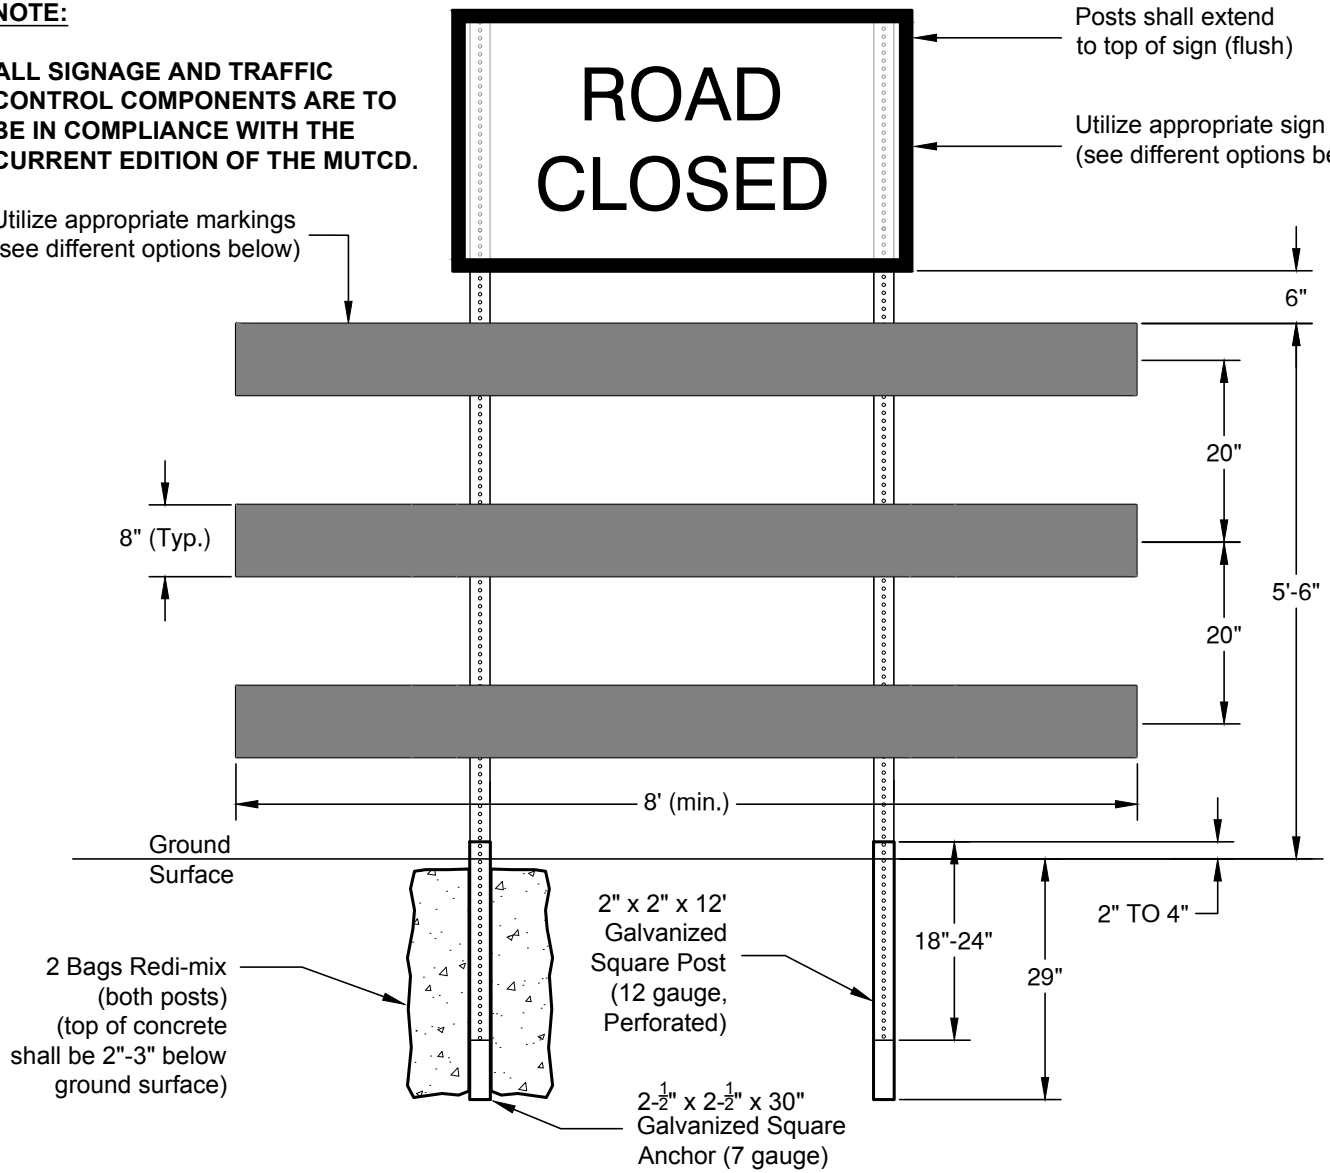 NOTE:
ALL SIGNAGE AND TRAFFIC
CONTROL COMPONENTS ARE TO
BE IN COMPLIANCE WITH THE
CURRENT EDITION OF THE MUTCD.
Utilize appropriate markings
(see different options below)
ROAD
CLOSED
Posts shall extend
to top of sign (flush)
Utilize appropriate sign
(see different options
6"
20"
8" (Typ.)
5'-6"
20"
8' (min.)
Ground
Surface
2" TO 4"
2" x 2" x 12'
Galvanized
Square Post
(12 gauge,
Perforated)
18"-24"
29"
2 Bags Redi-mix
(both posts)
(top of concrete
shall be 2"-3" below
ground surface)
2-½" x 2-½" x 30"
Galvanized Square
Anchor (7 gauge)